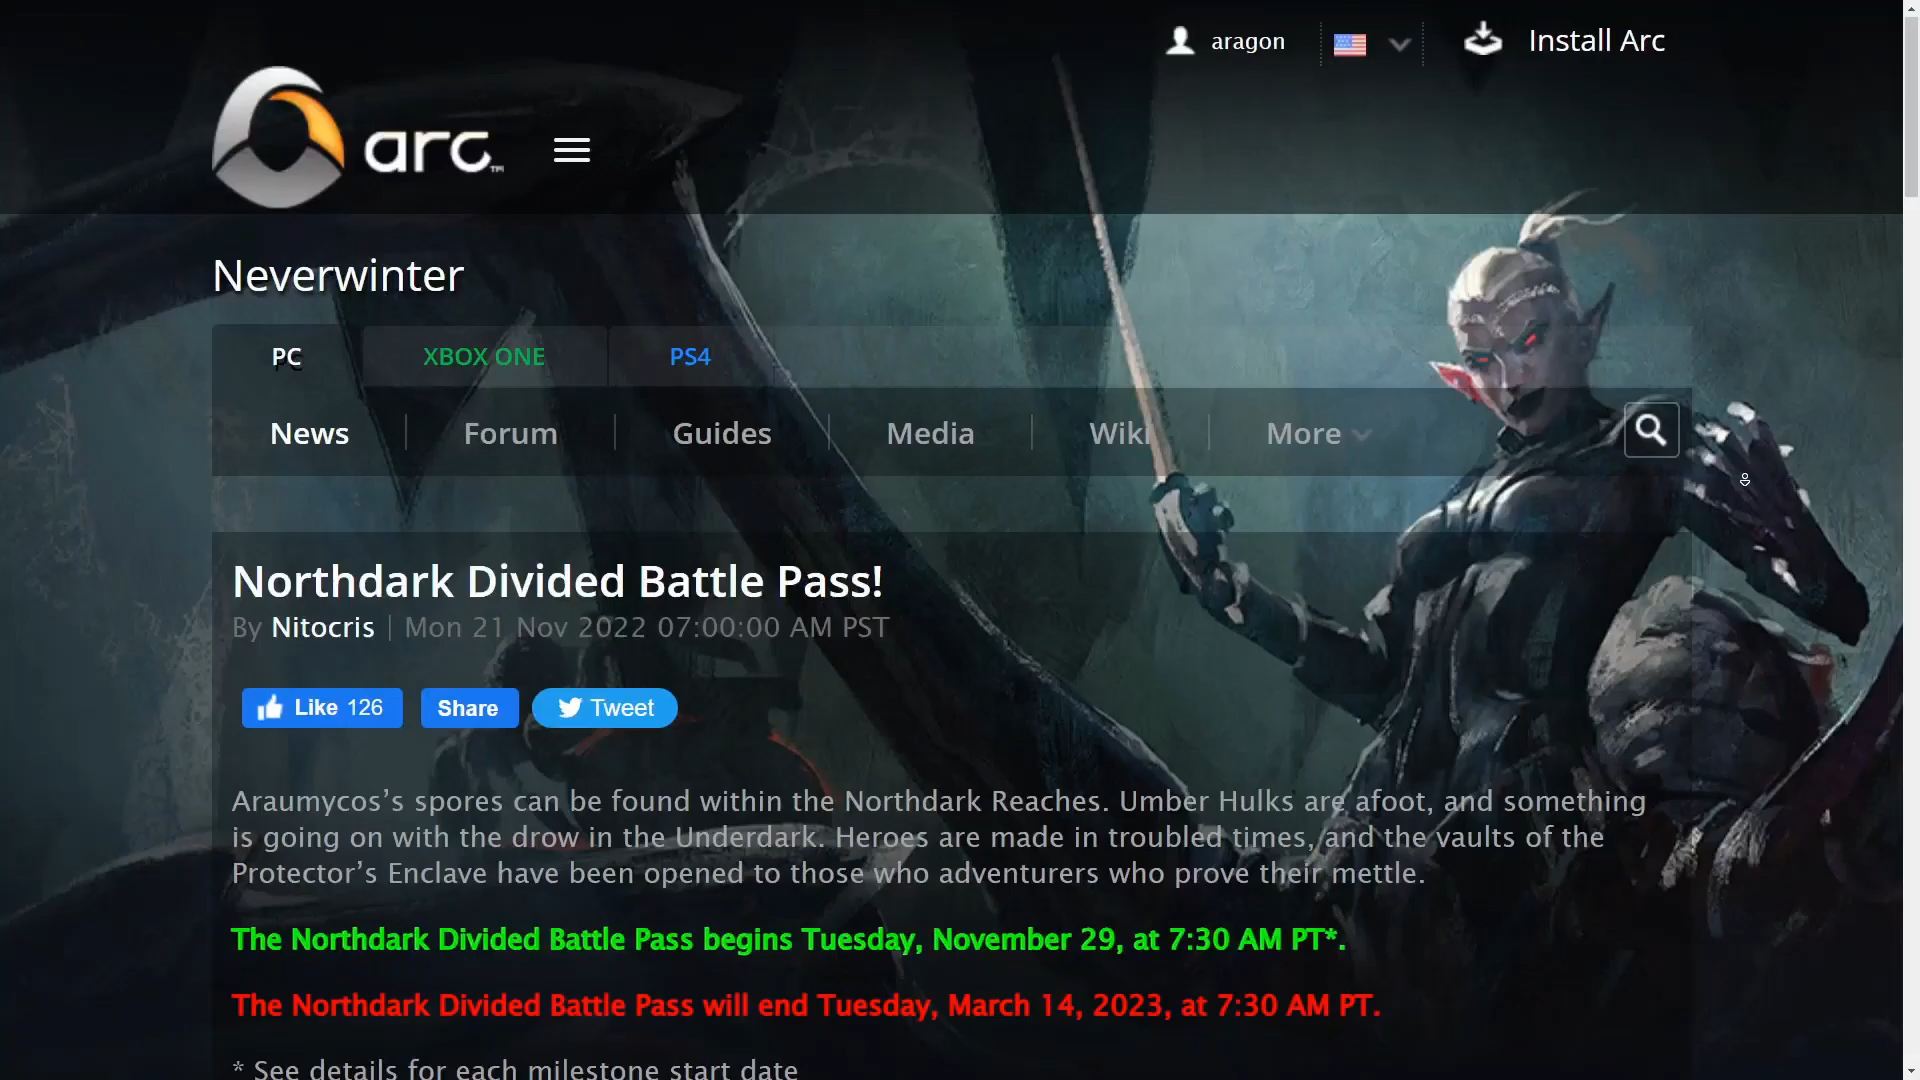 aragon
Install Arc
arc™
Neverwinter
PC XBOX ONE PS4
News Forum Guides Media Wiki More
Northdark Divided Battle Pass!
By Nitocris | Mon 21 Nov 2022 07:00:00 AM PST
Like 126 Share Tweet
Araumycos’s spores can be found within the Northdark Reaches. Umber Hulks are afoot, and something
is going on with the drow in the Underdark. Heroes are made in troubled times, and the vaults of the
Protector’s Enclave have been opened to those who adventurers who prove their mettle.
The Northdark Divided Battle Pass begins Tuesday, November 29, at 7:30 AM PT*.
The Northdark Divided Battle Pass will end Tuesday, March 14, 2023, at 7:30 AM PT.
* See details for each milestone start date